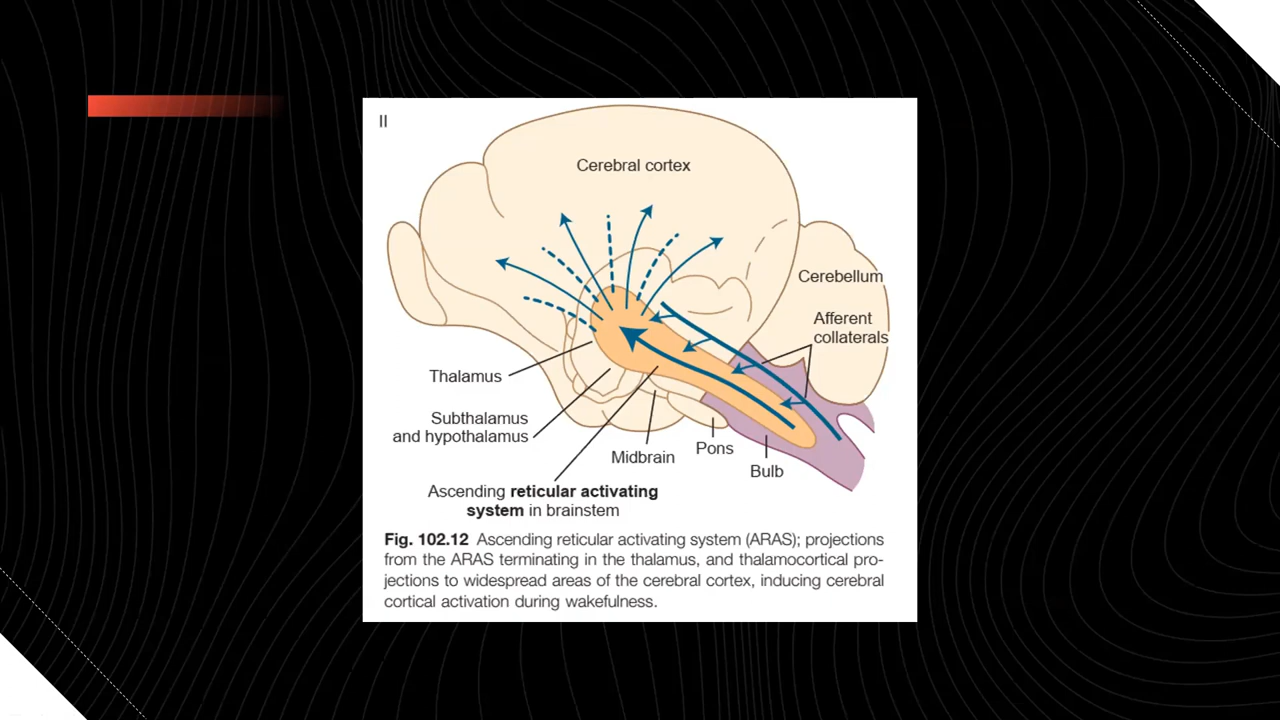 II
Cerebral cortex
Cerebellum
Afferent
collaterals
Thalamus
Subthalamus
and hypothalamus
Midbrain
Pons
Bulb
Ascending reticular activating
system in brainstem
Fig. 102.12 Ascending reticular activating system (ARAS); projections
from the ARAS terminating in the thalamus, and thalamocortical pro-
jections to widespread areas of the cerebral cortex, inducing cerebral
cortical activation during wakefulness.